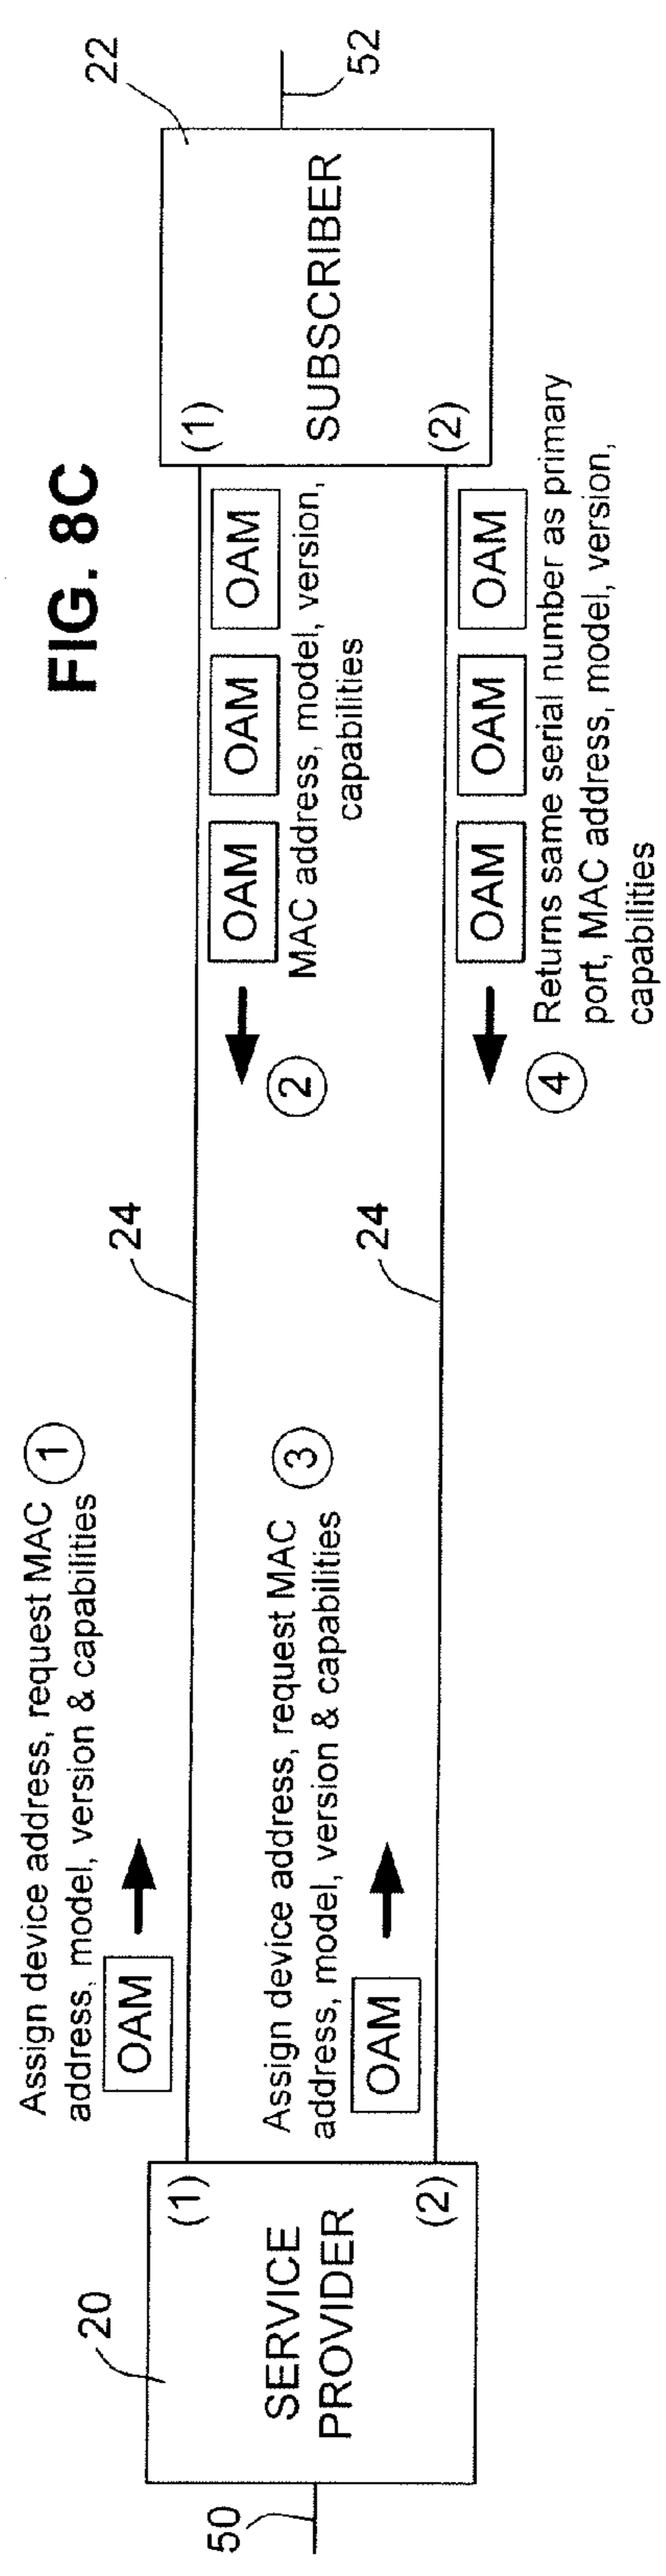 FIG. 8C
Assign device address, request MAC
address, model, version & capabilities
1
OAM
24
2
OAM
OAM
OAM
MAC address, model, version,
capabilities
22
(1)
SUBSCRIBER
(2)
52
20
(1)
SERVICE
PROVIDER
(2)
50
Assign device address, request MAC
address, model, version & capabilities
3
OAM
24
4
OAM
OAM
OAM
Returns same serial number as primary
port, MAC address, model, version,
capabilities